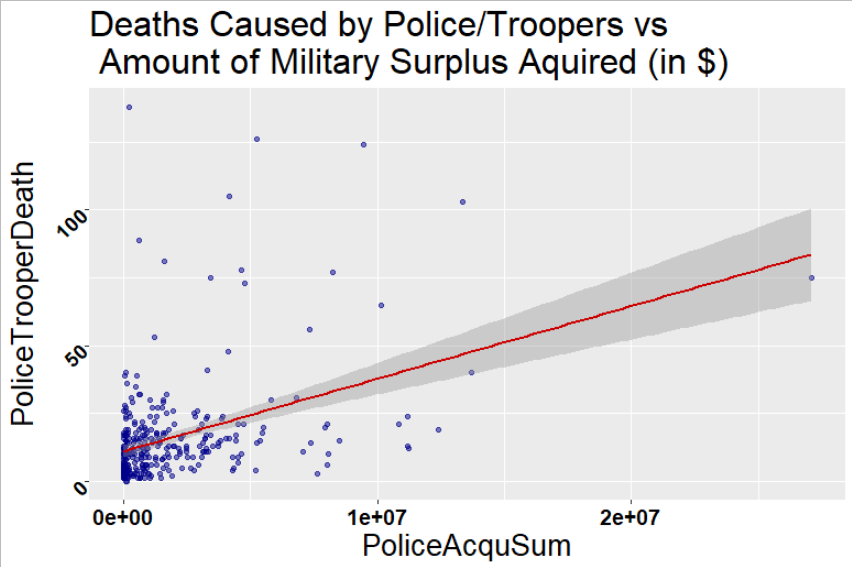 Deaths Caused by Police/Troopers vs
Amount of Military Surplus Aquired (in $)
PoliceTrooperDeath
100
50
0
0e+00 1e+07 2e+07
PoliceAcquSum